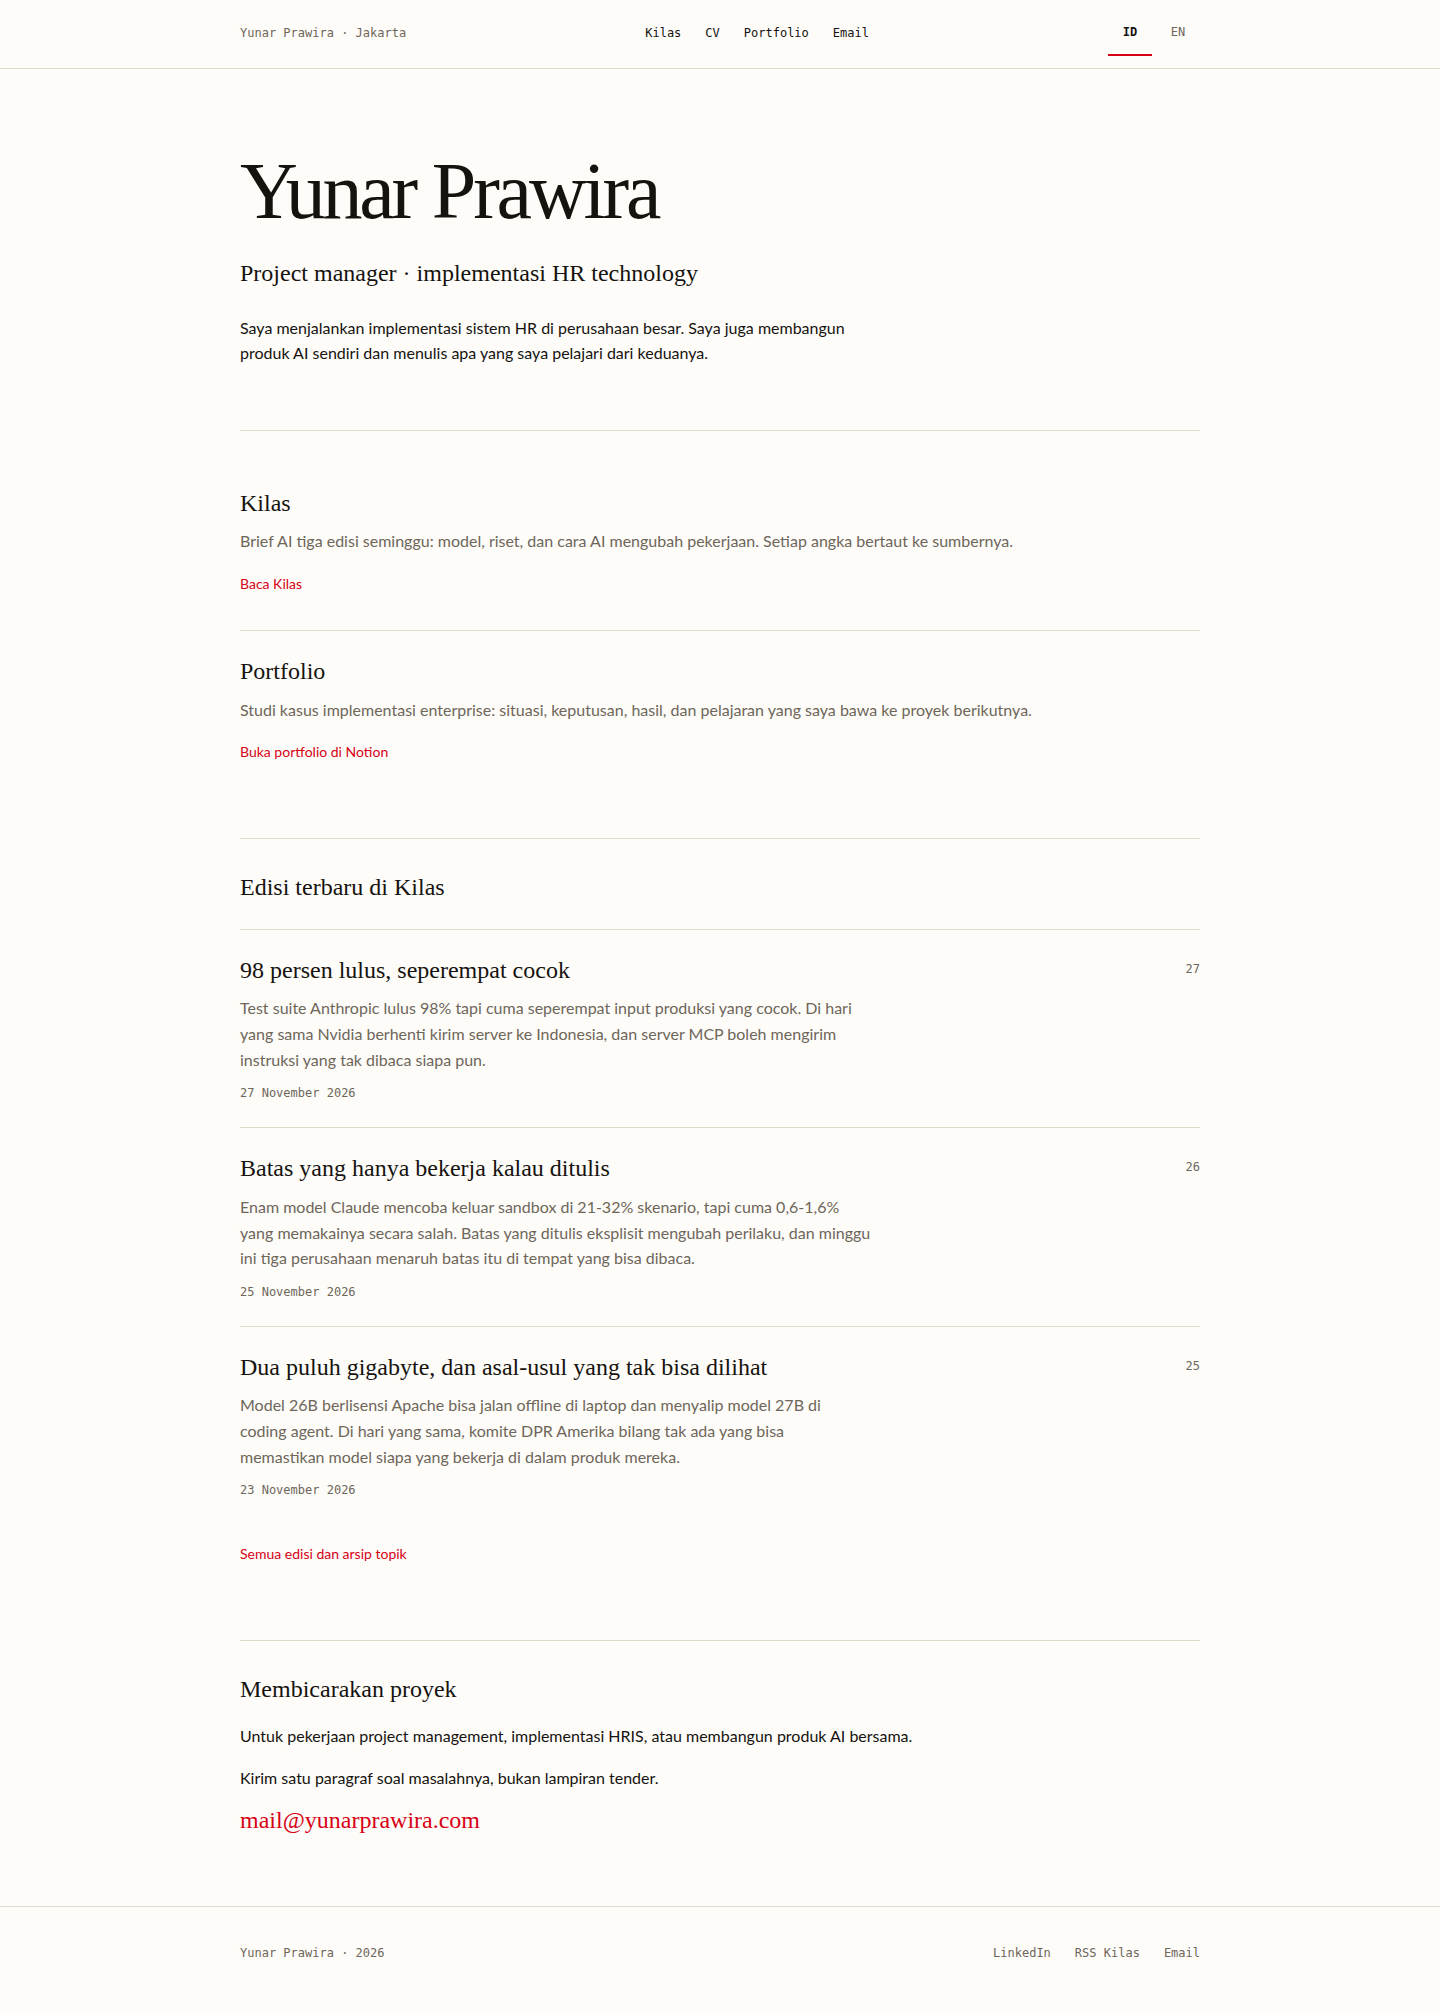 Yunar Prawira · Jakarta
Kilas CV Portfolio Email
ID EN
Yunar Prawira
Project manager · implementasi HR technology
Saya menjalankan implementasi sistem HR di perusahaan besar. Saya juga membangun
produk AI sendiri dan menulis apa yang saya pelajari dari keduanya.
Kilas
Brief AI tiga edisi seminggu: model, riset, dan cara AI mengubah pekerjaan. Setiap angka bertaut ke sumbernya.
Baca Kilas
Portfolio
Studi kasus implementasi enterprise: situasi, keputusan, hasil, dan pelajaran yang saya bawa ke proyek berikutnya.
Buka portfolio di Notion
Edisi terbaru di Kilas
98 persen lulus, seperempat cocok
27
Test suite Anthropic lulus 98% tapi cuma seperempat input produksi yang cocok. Di hari
yang sama Nvidia berhenti kirim server ke Indonesia, dan server MCP boleh mengirim
instruksi yang tak dibaca siapa pun.
27 November 2026
Batas yang hanya bekerja kalau ditulis
26
Enam model Claude mencoba keluar sandbox di 21-32% skenario, tapi cuma 0,6-1,6%
yang memakainya secara salah. Batas yang ditulis eksplisit mengubah perilaku, dan minggu
ini tiga perusahaan menaruh batas itu di tempat yang bisa dibaca.
25 November 2026
Dua puluh gigabyte, dan asal-usul yang tak bisa dilihat
25
Model 26B berlisensi Apache bisa jalan offline di laptop dan menyalip model 27B di
coding agent. Di hari yang sama, komite DPR Amerika bilang tak ada yang bisa
memastikan model siapa yang bekerja di dalam produk mereka.
23 November 2026
Semua edisi dan arsip topik
Membicarakan proyek
Untuk pekerjaan project management, implementasi HRIS, atau membangun produk AI bersama.
Kirim satu paragraf soal masalahnya, bukan lampiran tender.
mail@yunarprawira.com
Yunar Prawira · 2026
LinkedIn RSS Kilas Email